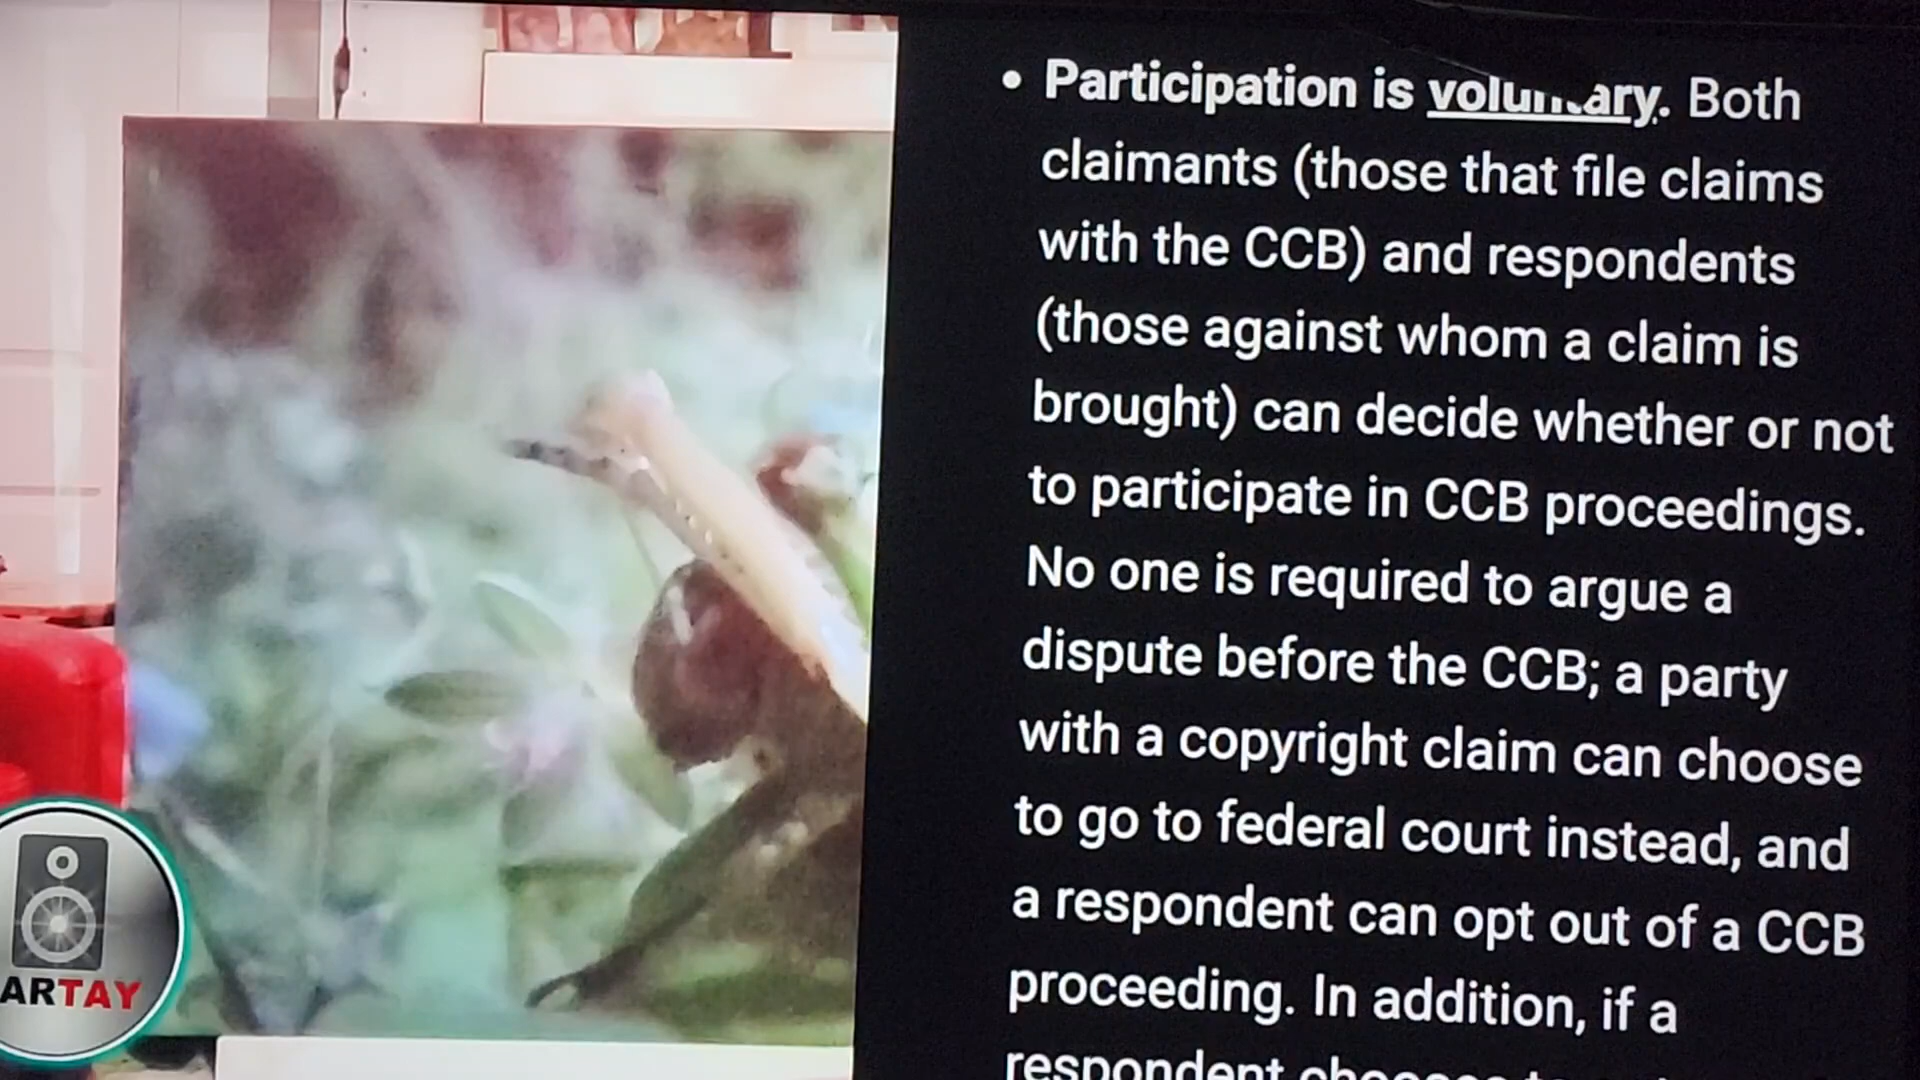 • Participation is voluntary. Both
claimants (those that file claims
with the CCB) and respondents
(those against whom a claim is
brought) can decide whether or not
to participate in CCB proceedings.
No one is required to argue a
dispute before the CCB; a party
with a copyright claim can choose
to go to federal court instead, and
a respondent can opt out of a CCB
proceeding. In addition, if a
respondent
ARTAY